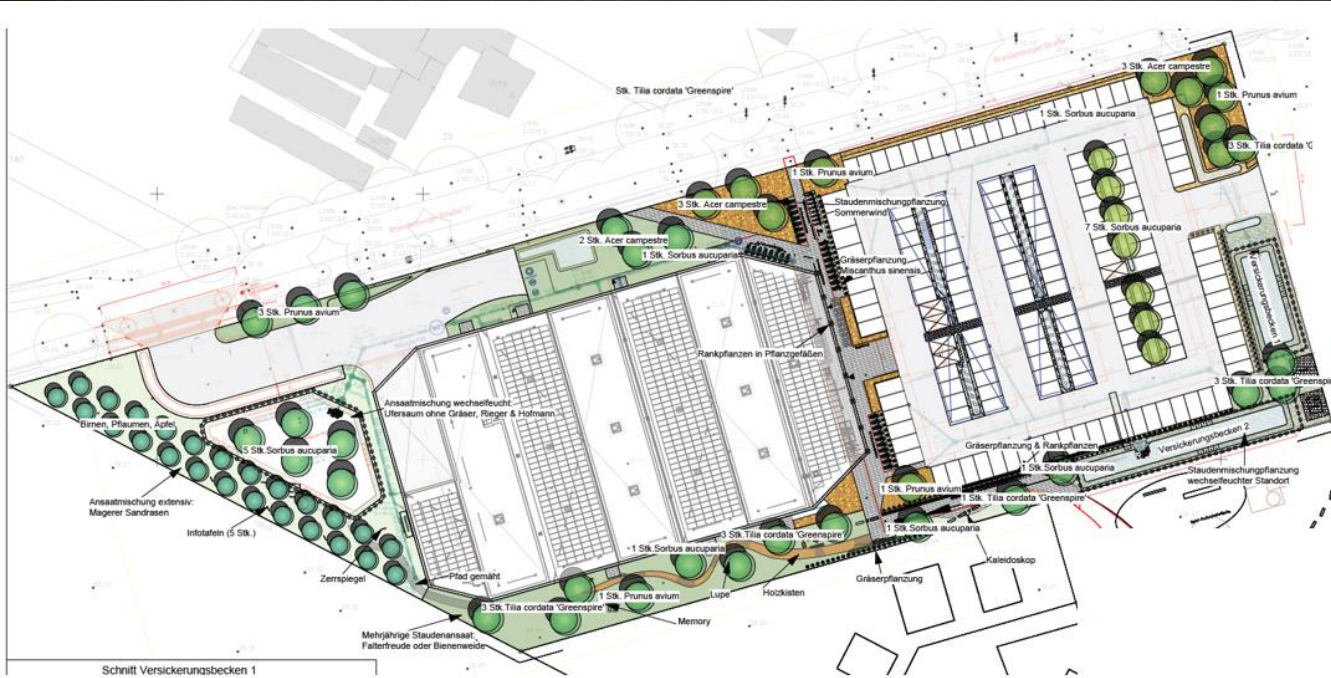 Stk. Tilia cordata 'Greenspire'
3 Stk. Acer campestre
1 Stk. Prunus avium
1 Stk. Sorbus aucuparia
3 Stk. Tilia cordata 'G
1 Stk. Prunus avium
3 Stk. Acer campestre
Staudenmischungpflanzung
Sommerwind
7 Stk. Sorbus aucuparia
2 Stk. Acer campestre
1 Stk. Sorbus aucuparia
Gräserpflanzung
Miscanthus sinensis
Versickerungsbecken 1
3 Stk. Prunus avium
Rankpflanzen in Pflanzgefäßen
3 Stk. Tilia cordata 'Greenspir
Ansaatmischung wechselfeucht:
Ufersaum ohne Gräser, Rieger & Hofmann
Birnen, Pflaumen, Äpfel
5 Stk.Sorbus aucuparia
Gräserpflanzung & Rankpflanzen
Versickerungsbecken 2
1 Stk.Sorbus aucuparia
Staudenmischungpflanzung
wechselfeuchter Standort
1 Stk. Prunus avium
1 Stk. Tilia cordata 'Greenspire'
Ansaatmischung extensiv:
Magerer Sandrasen
Infotafeln (5 Stk.)
1 Stk.Sorbus aucuparia
3 Stk.Tilia cordata 'Greenspire'
1 Stk.Sorbus aucuparia
Kaleidoskop
Zerrspiegel
Pfad gemäht
Gräserpflanzung
Lupe
Holzkisten
1 Stk. Prunus avium
3 Stk.Tilia cordata 'Greenspire'
Memory
Mehrjährige Staudenansaat:
Falterfreude oder Bienenweide
Schnitt Versickerungsbecken 1